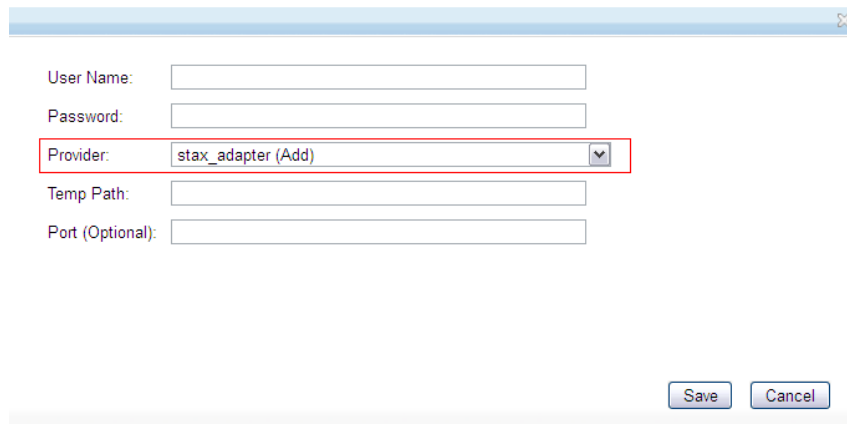 User Name:
Password:
Provider: stax_adapter (Add)
Temp Path:
Port (Optional):
Save Cancel